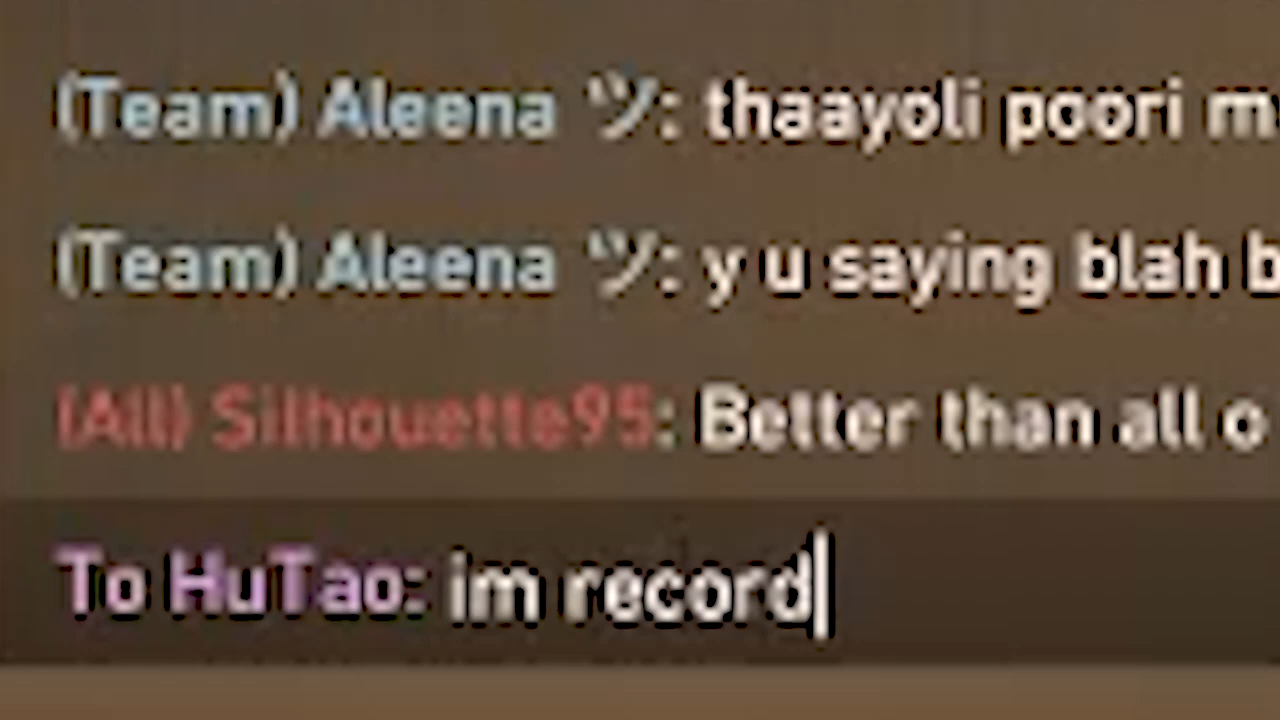 (Team) Aleena ツ: thaayoli poori m
(Team) Aleena ツ: y u saying blah b
(All) Silhouette95: Better than all o
To HuTao: im record